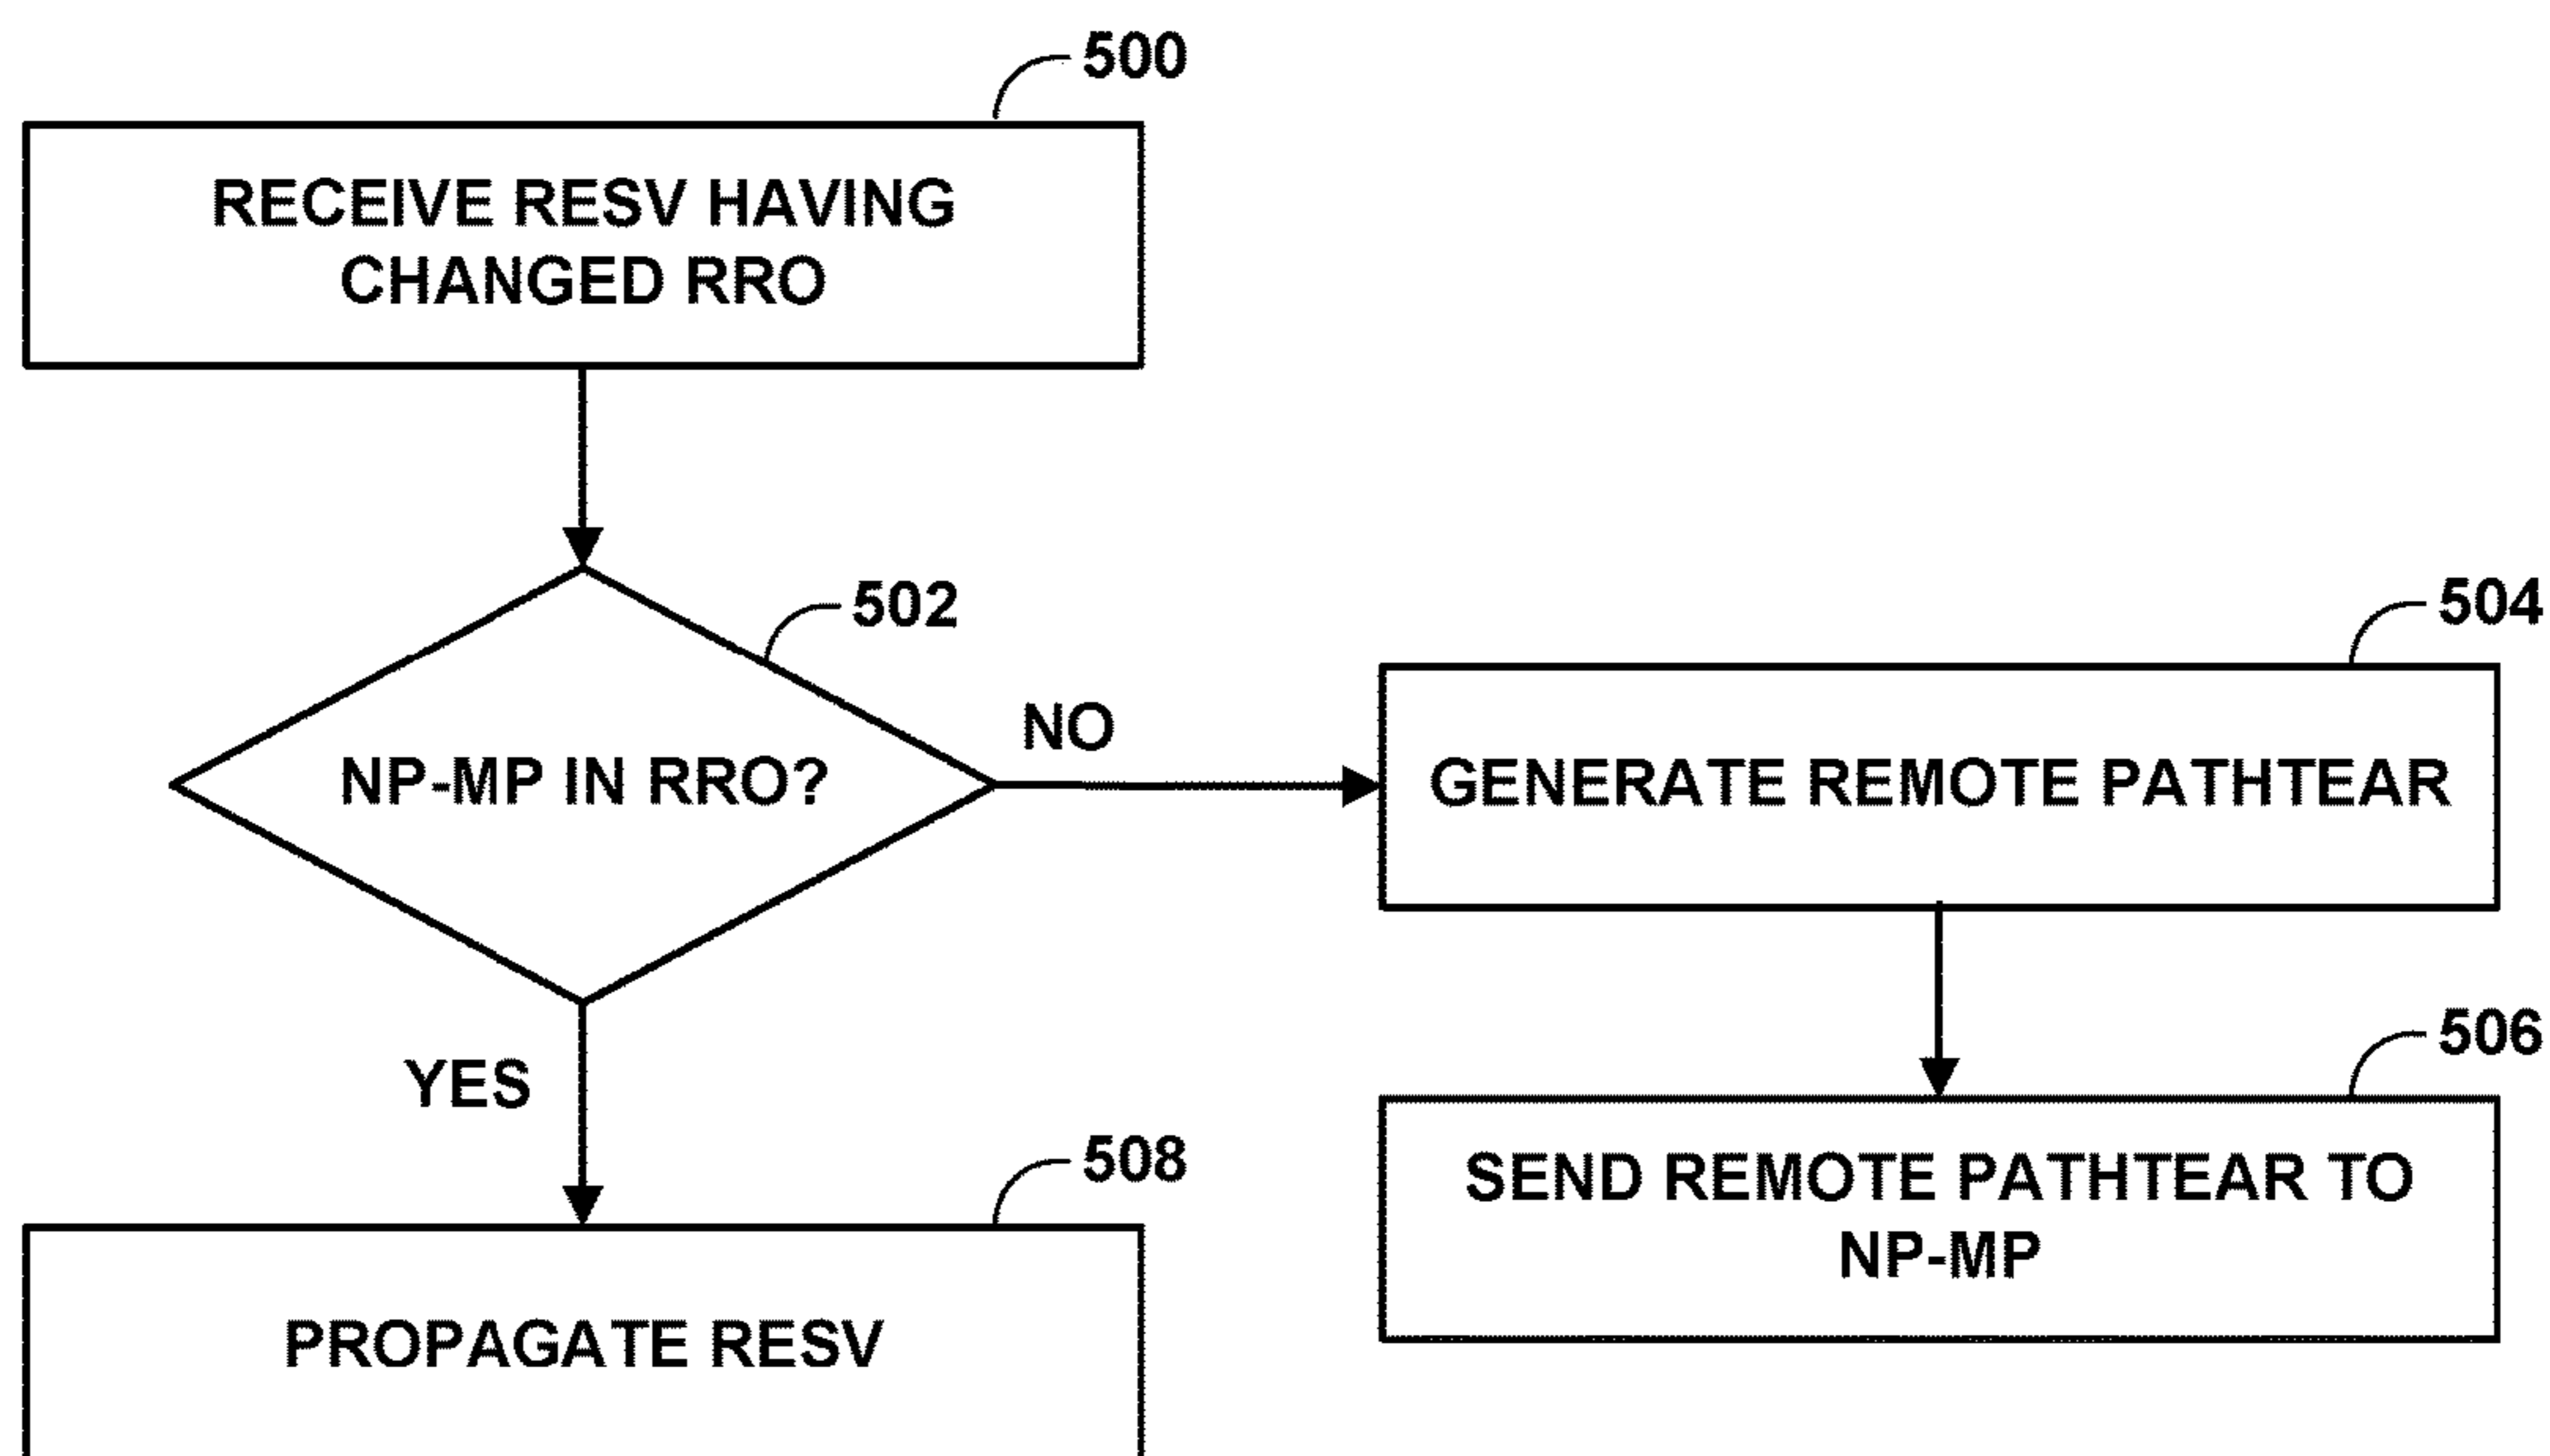 500
RECEIVE RESV HAVING
CHANGED RRO
502
NP-MP IN RRO?
NO
504
GENERATE REMOTE PATHTEAR
YES
506
SEND REMOTE PATHTEAR TO
NP-MP
508
PROPAGATE RESV